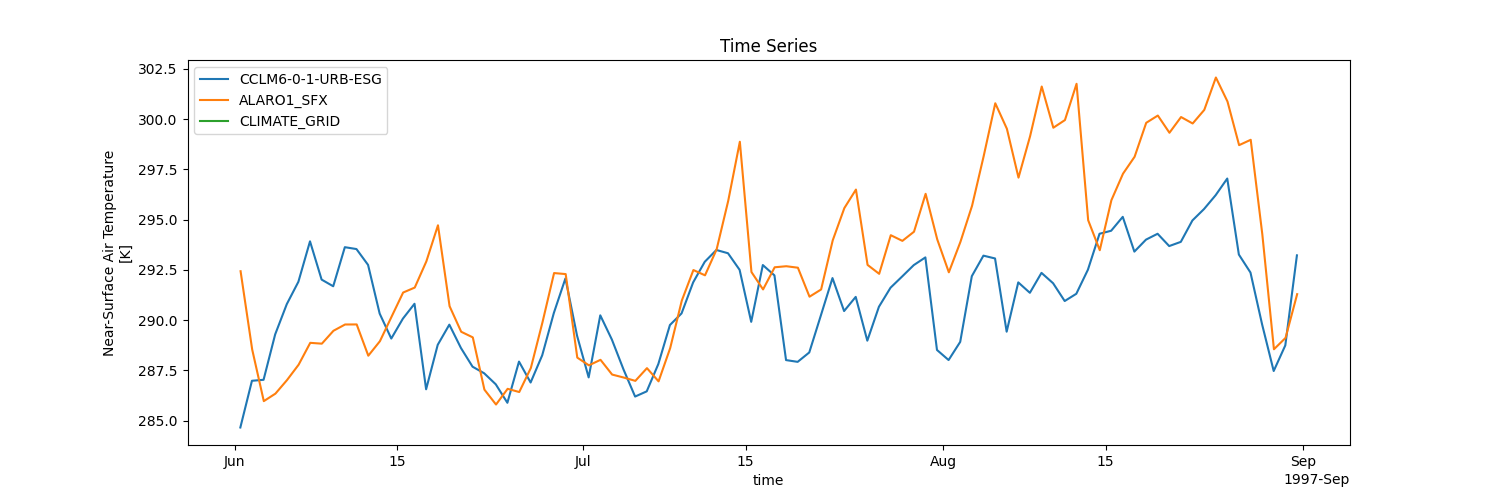 Time Series
CCLM6-0-1-URB-ESG
ALARO1_SFX
CLIMATE_GRID
Near-Surface Air Temperature
[K]
302.5
300.0
297.5
295.0
292.5
290.0
287.5
285.0
Jun 15 Jul 15 Aug 15 Sep
1997-Sep
time